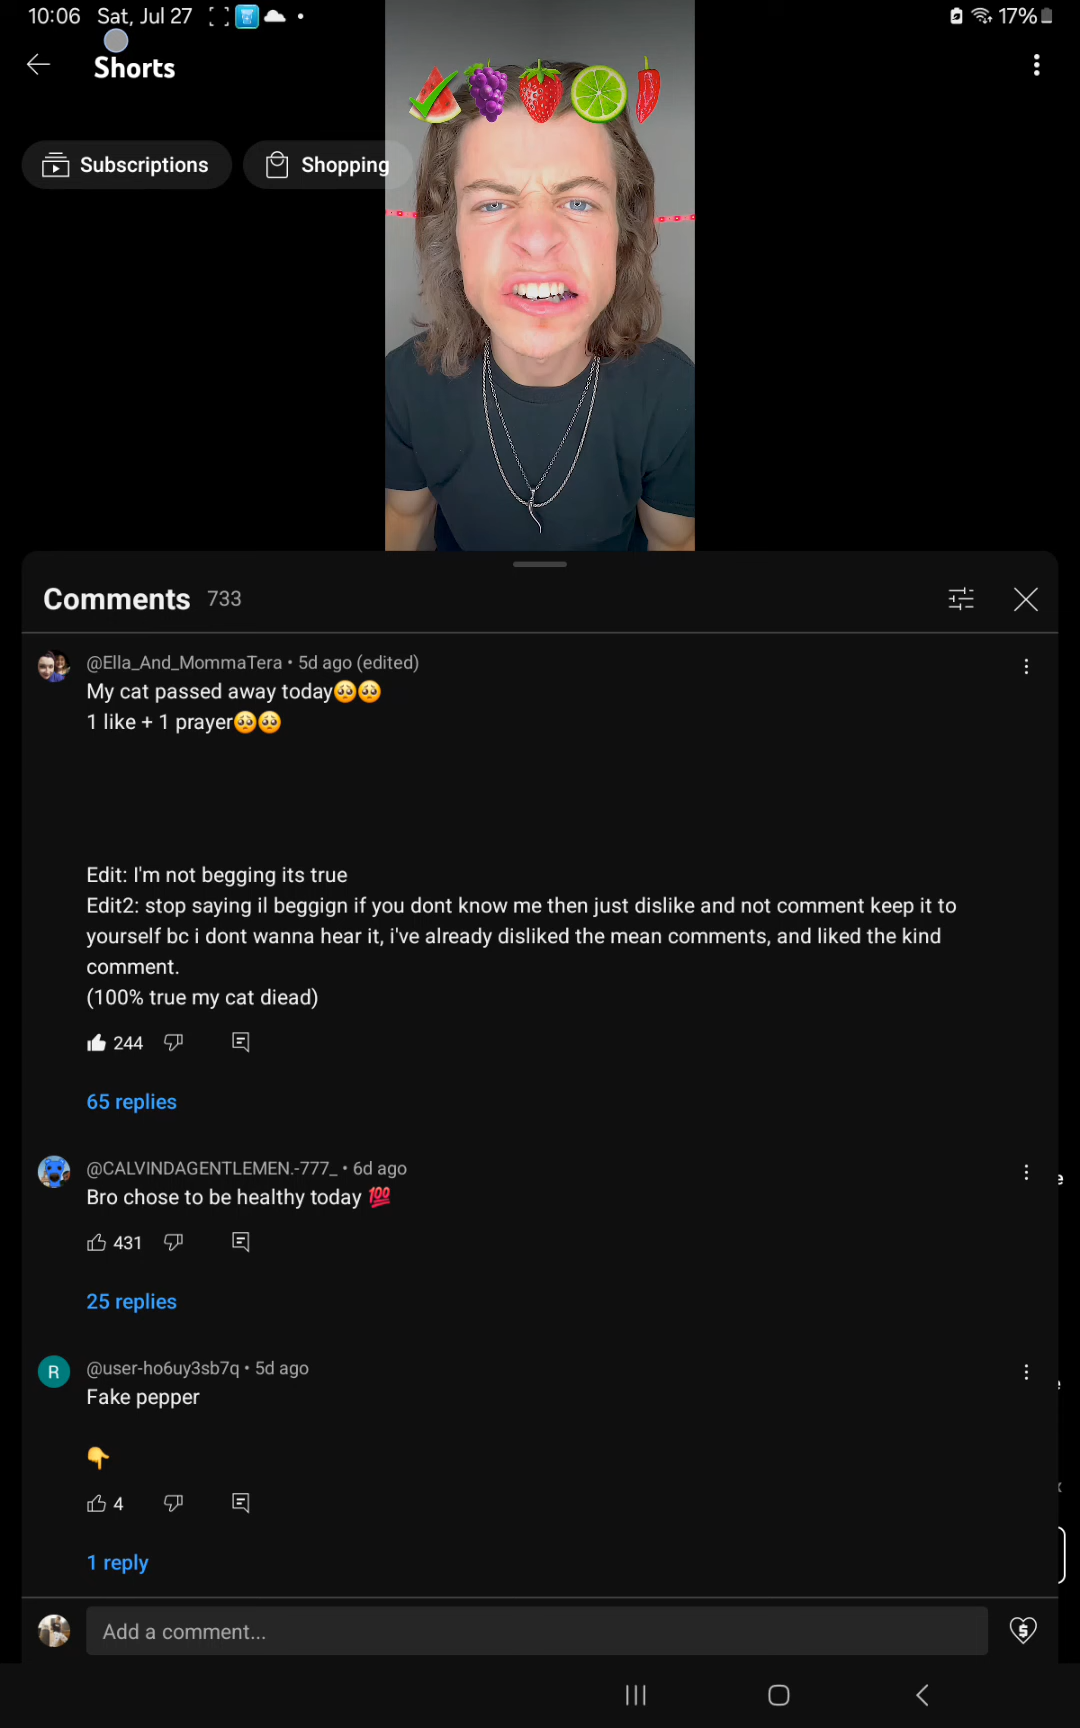 10:06 Sat, Jul 27
17%
Shorts
Subscriptions
Shopping
Comments 733
@Ella_And_MommaTera • 5d ago (edited)
My cat passed away today🥺🥺
1 like + 1 prayer🥺🥺
Edit: I'm not begging its true
Edit2: stop saying il beggign if you dont know me then just dislike and not comment keep it to
yourself bc i dont wanna hear it, i've already disliked the mean comments, and liked the kind
comment.
(100% true my cat diead)
244
65 replies
@CALVINDAGENTLEMEN.-777_ • 6d ago
Bro chose to be healthy today 💯
431
25 replies
R
@user-ho6uy3sb7q • 5d ago
Fake pepper
👇
4
1 reply
Add a comment...